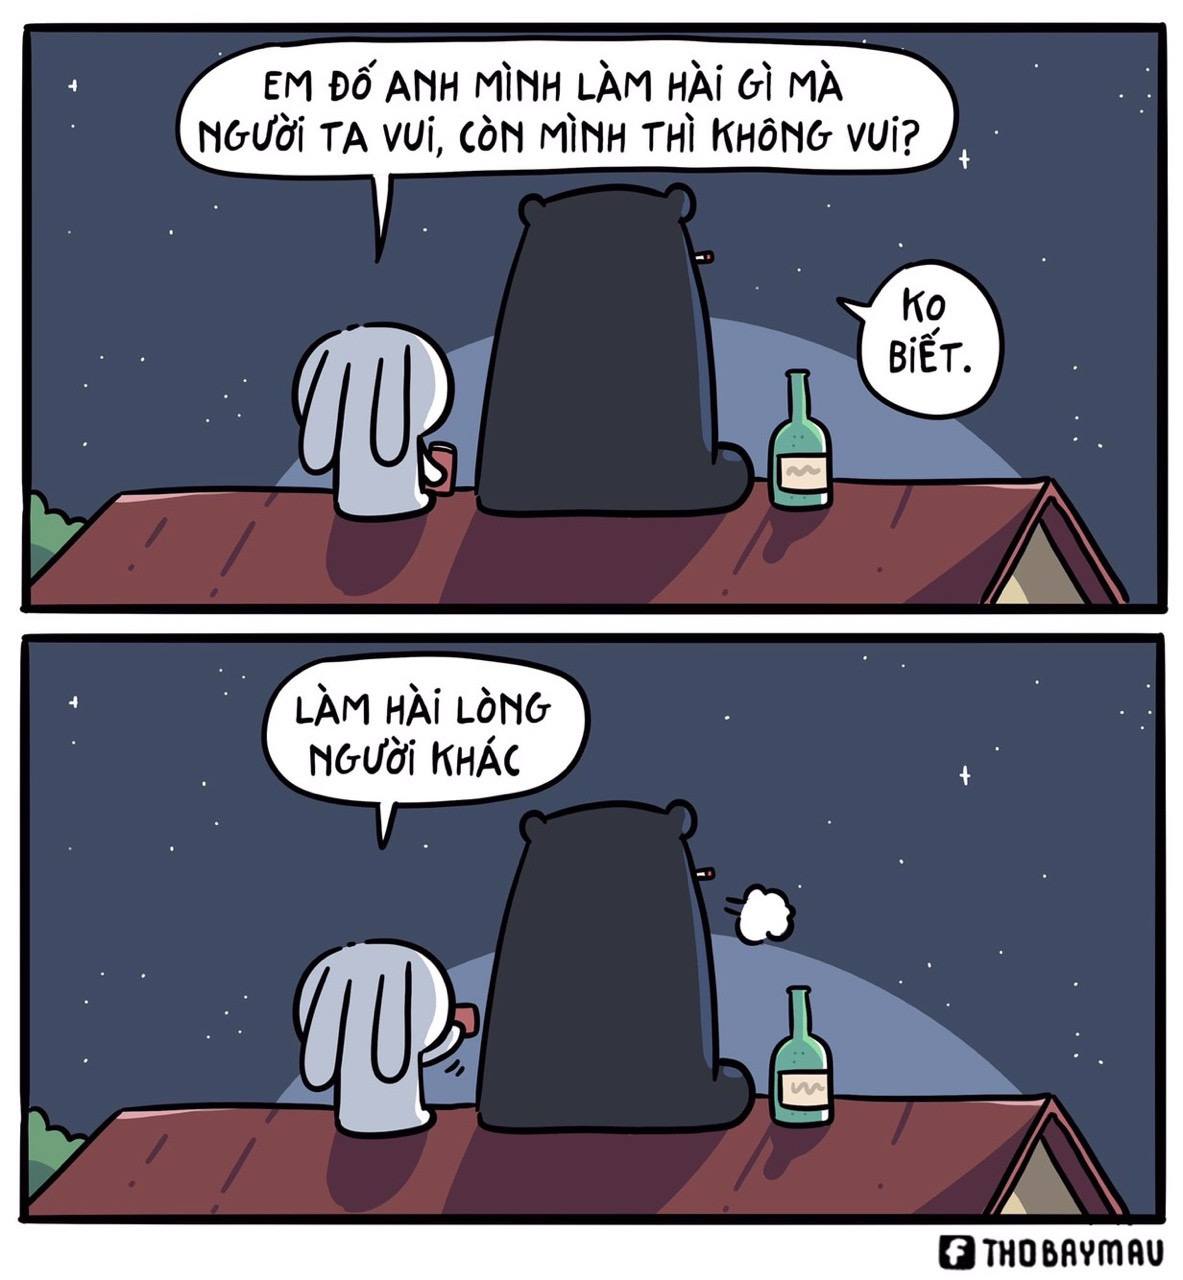 EM ĐỐ ANH MÌNH LÀM HÀI GÌ MÀ
NGƯỜI TA VUI, CÒN MÌNH THÌ KHÔNG VUI?
KO
BIẾT.
LÀM HÀI LÒNG
NGƯỜI KHÁC
f THOBAYMAU